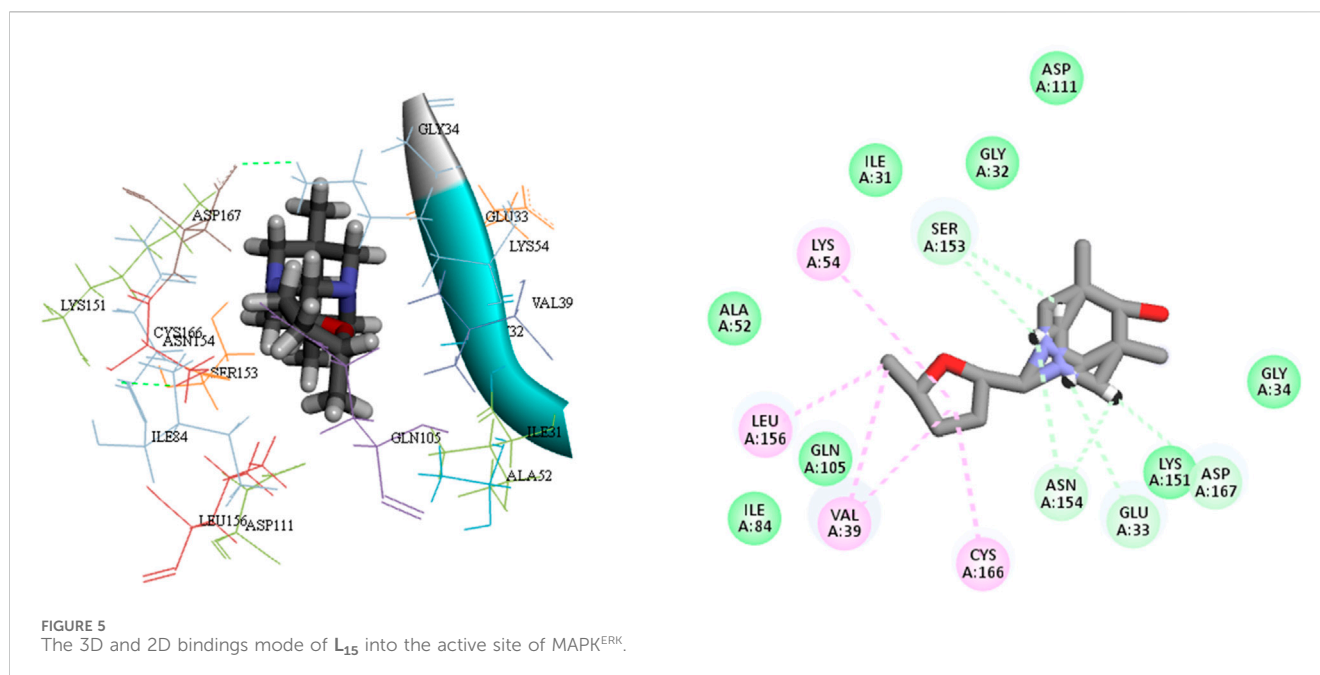 GLY34
ASP167
GLU33
LYS54
LYS151
VAL39
CYS166
ASN154
32
SER153
ILE84
GLN105
ILE31
ALA52
LEU156
ASP111
ASP
A:111
ILE
A:31
GLY
A:32
SER
A:153
LYS
A:54
ALA
A:52
GLY
A:34
LEU
A:156
GLN
A:105
LYS
A:151
ASP
A:167
ASN
A:154
GLU
A:33
ILE
A:84
VAL
A:39
CYS
A:166
FIGURE 5
The 3D and 2D bindings mode of L15 into the active site of MAPKERK.